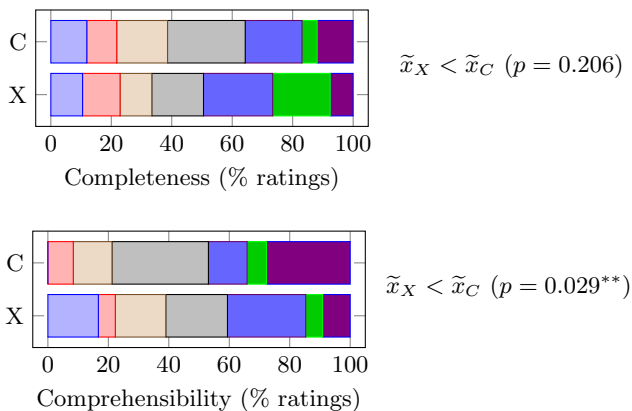 C
x̃_X < x̃_C (p = 0.206)
X
0 20 40 60 80 100
Completeness (% ratings)
C
x̃_X < x̃_C (p = 0.029**)
X
0 20 40 60 80 100
Comprehensibility (% ratings)